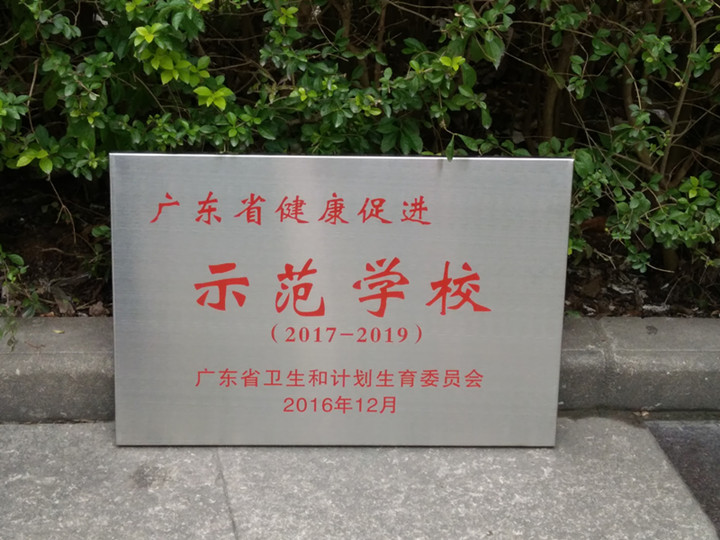 广东省健康促进
示范学校
（2017-2019）
广东省卫生和计划生育委员会
2016年12月